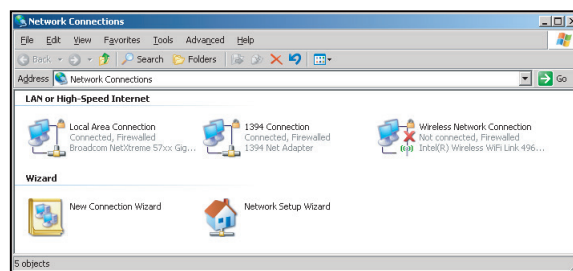 Network Connections
File Edit View Favorites Tools Advanced Help
Back Search Folders
Address Network Connections Go
LAN or High-Speed Internet
Local Area Connection
Connected, Firewalled
Broadcom NetXtreme 57xx Gig...
1394 Connection
Connected, Firewalled
1394 Net Adapter
Wireless Network Connection
Not connected, Firewalled
Intel(R) Wireless WiFi Link 496...
Wizard
New Connection Wizard
Network Setup Wizard
5 objects